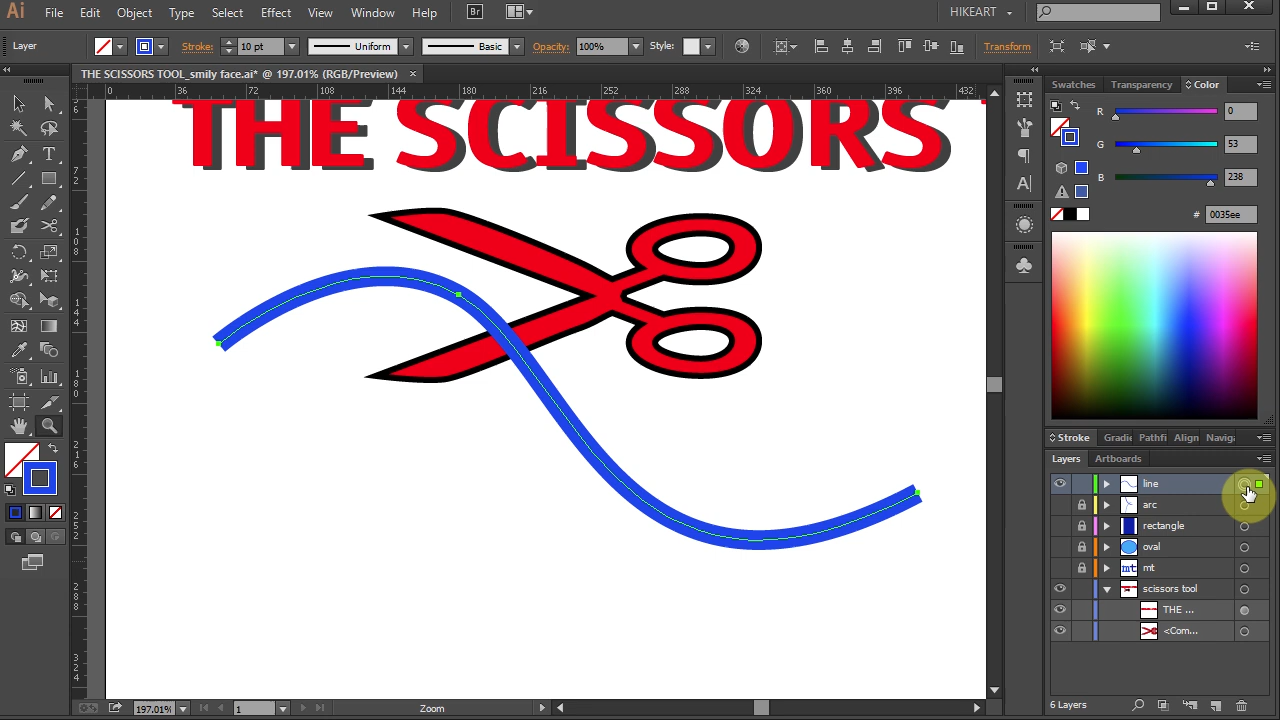 Ai File Edit Object Type Select Effect View Window Help Br HIKEART
Layer Stroke: 10 pt Uniform Basic Opacity: 100% Style: Transform
THE SCISSORS TOOL_smily face.ai* @ 197.01% (RGB/Preview) ×
Swatches Transparency Color
0 36 72 108 144 180 216 252 288 324 360 396 432
R 0
G 53
B 238
# 0035ee
THE SCISSORS
Stroke Gradie Pathfi Align Naviga
Layers Artboards
line
arc
rectangle
oval
mt mt
scissors tool
THE ...
<Com...
6 Layers
197.01% 1 Zoom